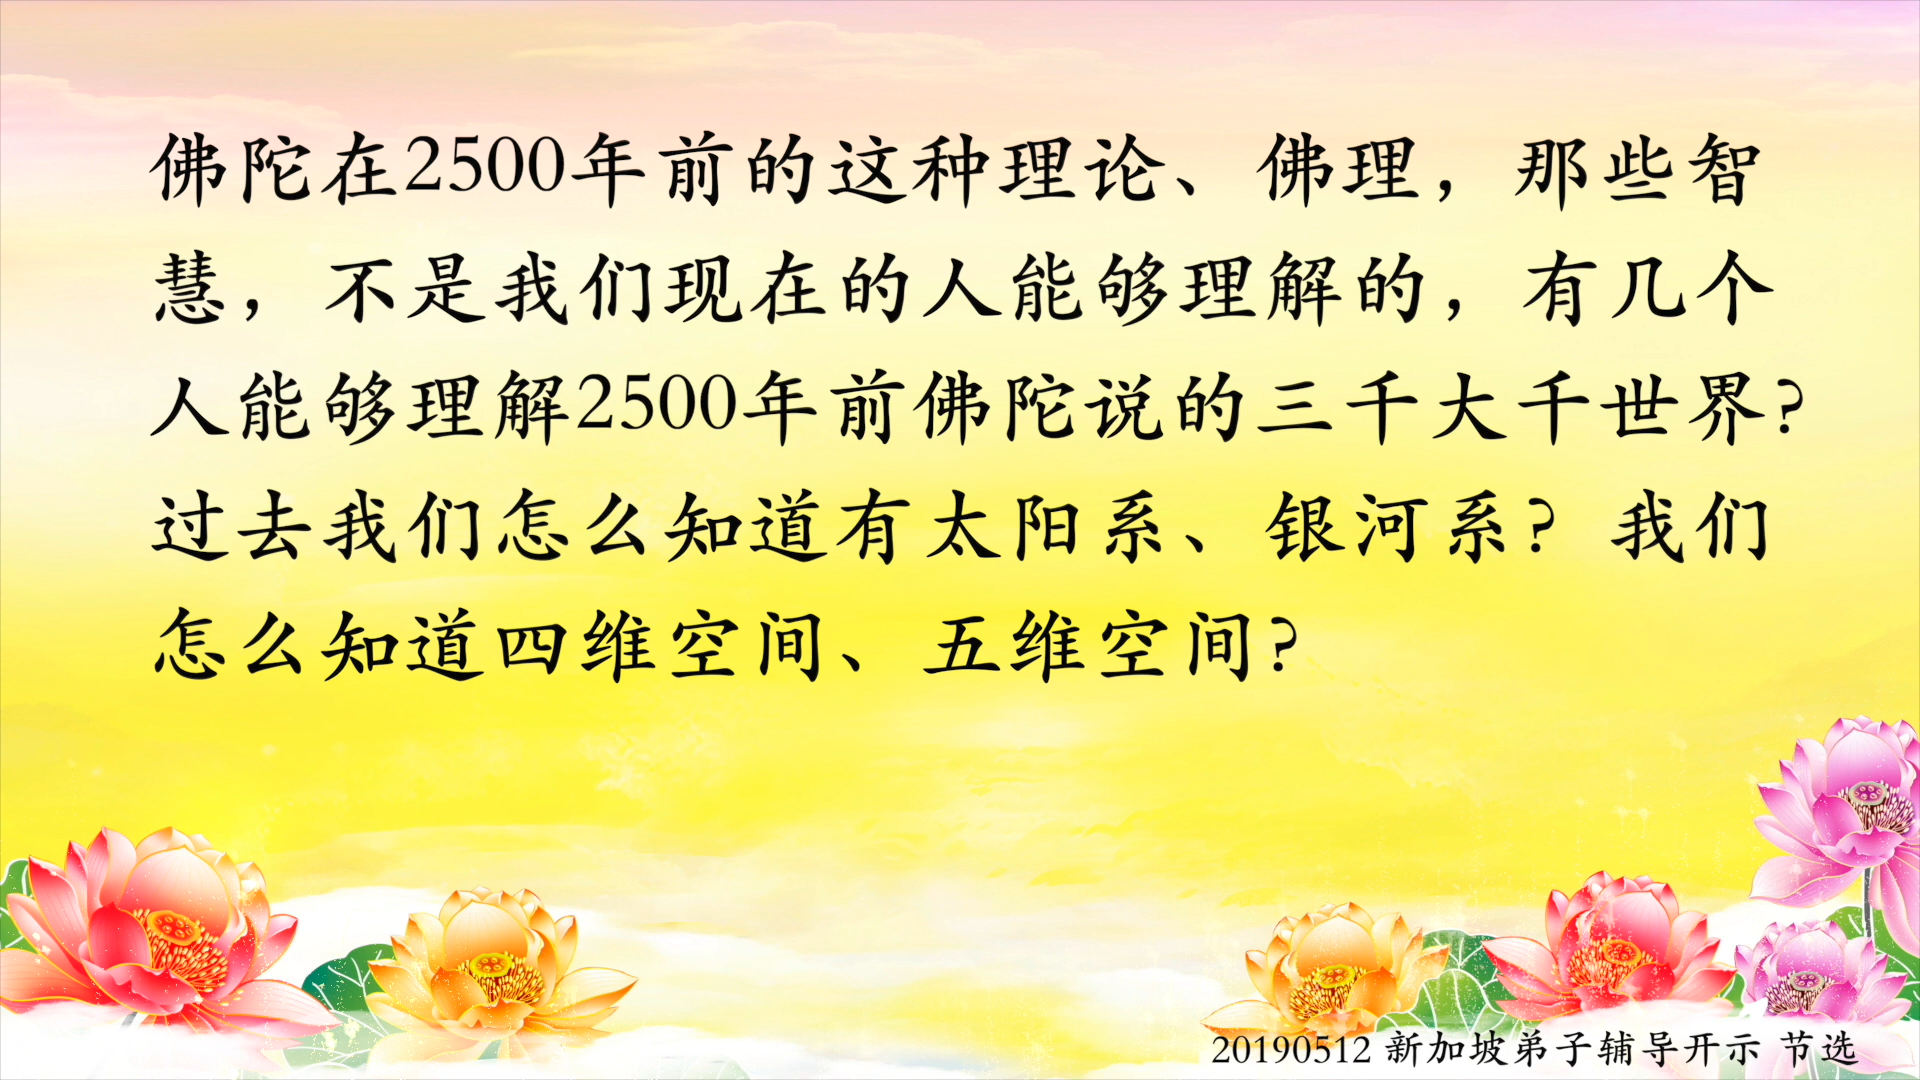 佛陀在2500年前的这种理论、佛理，那些智
慧，不是我们现在的人能够理解的，有几个
人能够理解2500年前佛陀说的三千大千世界？
过去我们怎么知道有太阳系、银河系？我们
怎么知道四维空间、五维空间？
20190512 新加坡弟子辅导开示 节选